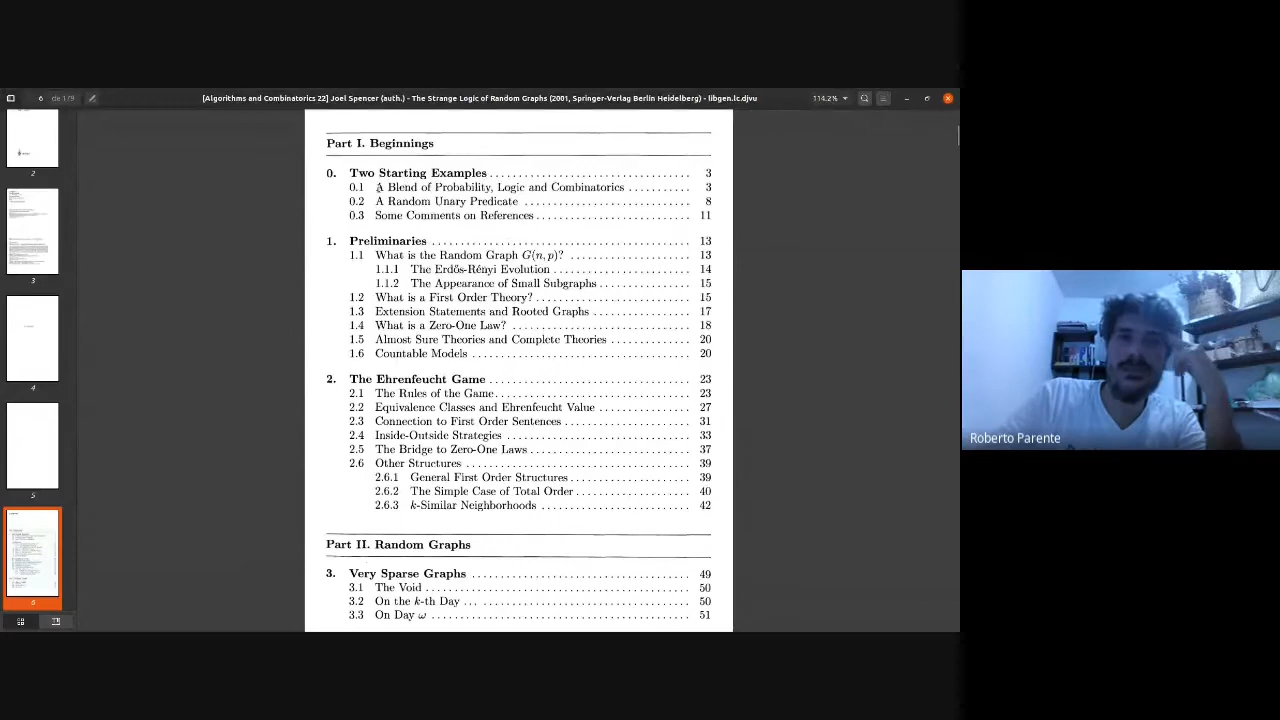 6 de 179
[Algorithms and Combinatorics 22] Joel Spencer (auth.) - The Strange Logic of Random Graphs (2001, Springer-Verlag Berlin Heidelberg) - libgen.lc.djvu
114.2%
Part I. Beginnings
0. Two Starting Examples 3
0.1 A Blend of Probability, Logic and Combinatorics 3
0.2 A Random Unary Predicate 8
0.3 Some Comments on References 11
1. Preliminaries 13
1.1 What is the Random Graph G(n, p)? 13
1.1.1 The Erdős-Rényi Evolution 14
1.1.2 The Appearance of Small Subgraphs 15
1.2 What is a First Order Theory? 15
1.3 Extension Statements and Rooted Graphs 17
1.4 What is a Zero-One Law? 18
1.5 Almost Sure Theories and Complete Theories 20
1.6 Countable Models 20
2. The Ehrenfeucht Game 23
2.1 The Rules of the Game 23
2.2 Equivalence Classes and Ehrenfeucht Value 27
2.3 Connection to First Order Sentences 31
2.4 Inside-Outside Strategies 33
2.5 The Bridge to Zero-One Laws 37
2.6 Other Structures 39
2.6.1 General First Order Structures 39
2.6.2 The Simple Case of Total Order 40
2.6.3 k-Similar Neighborhoods 42
Part II. Random Graphs
3. Very Sparse Graphs 49
3.1 The Void 50
3.2 On the k-th Day 50
3.3 On Day ω 51
2
3
4
5
6
Roberto Parente